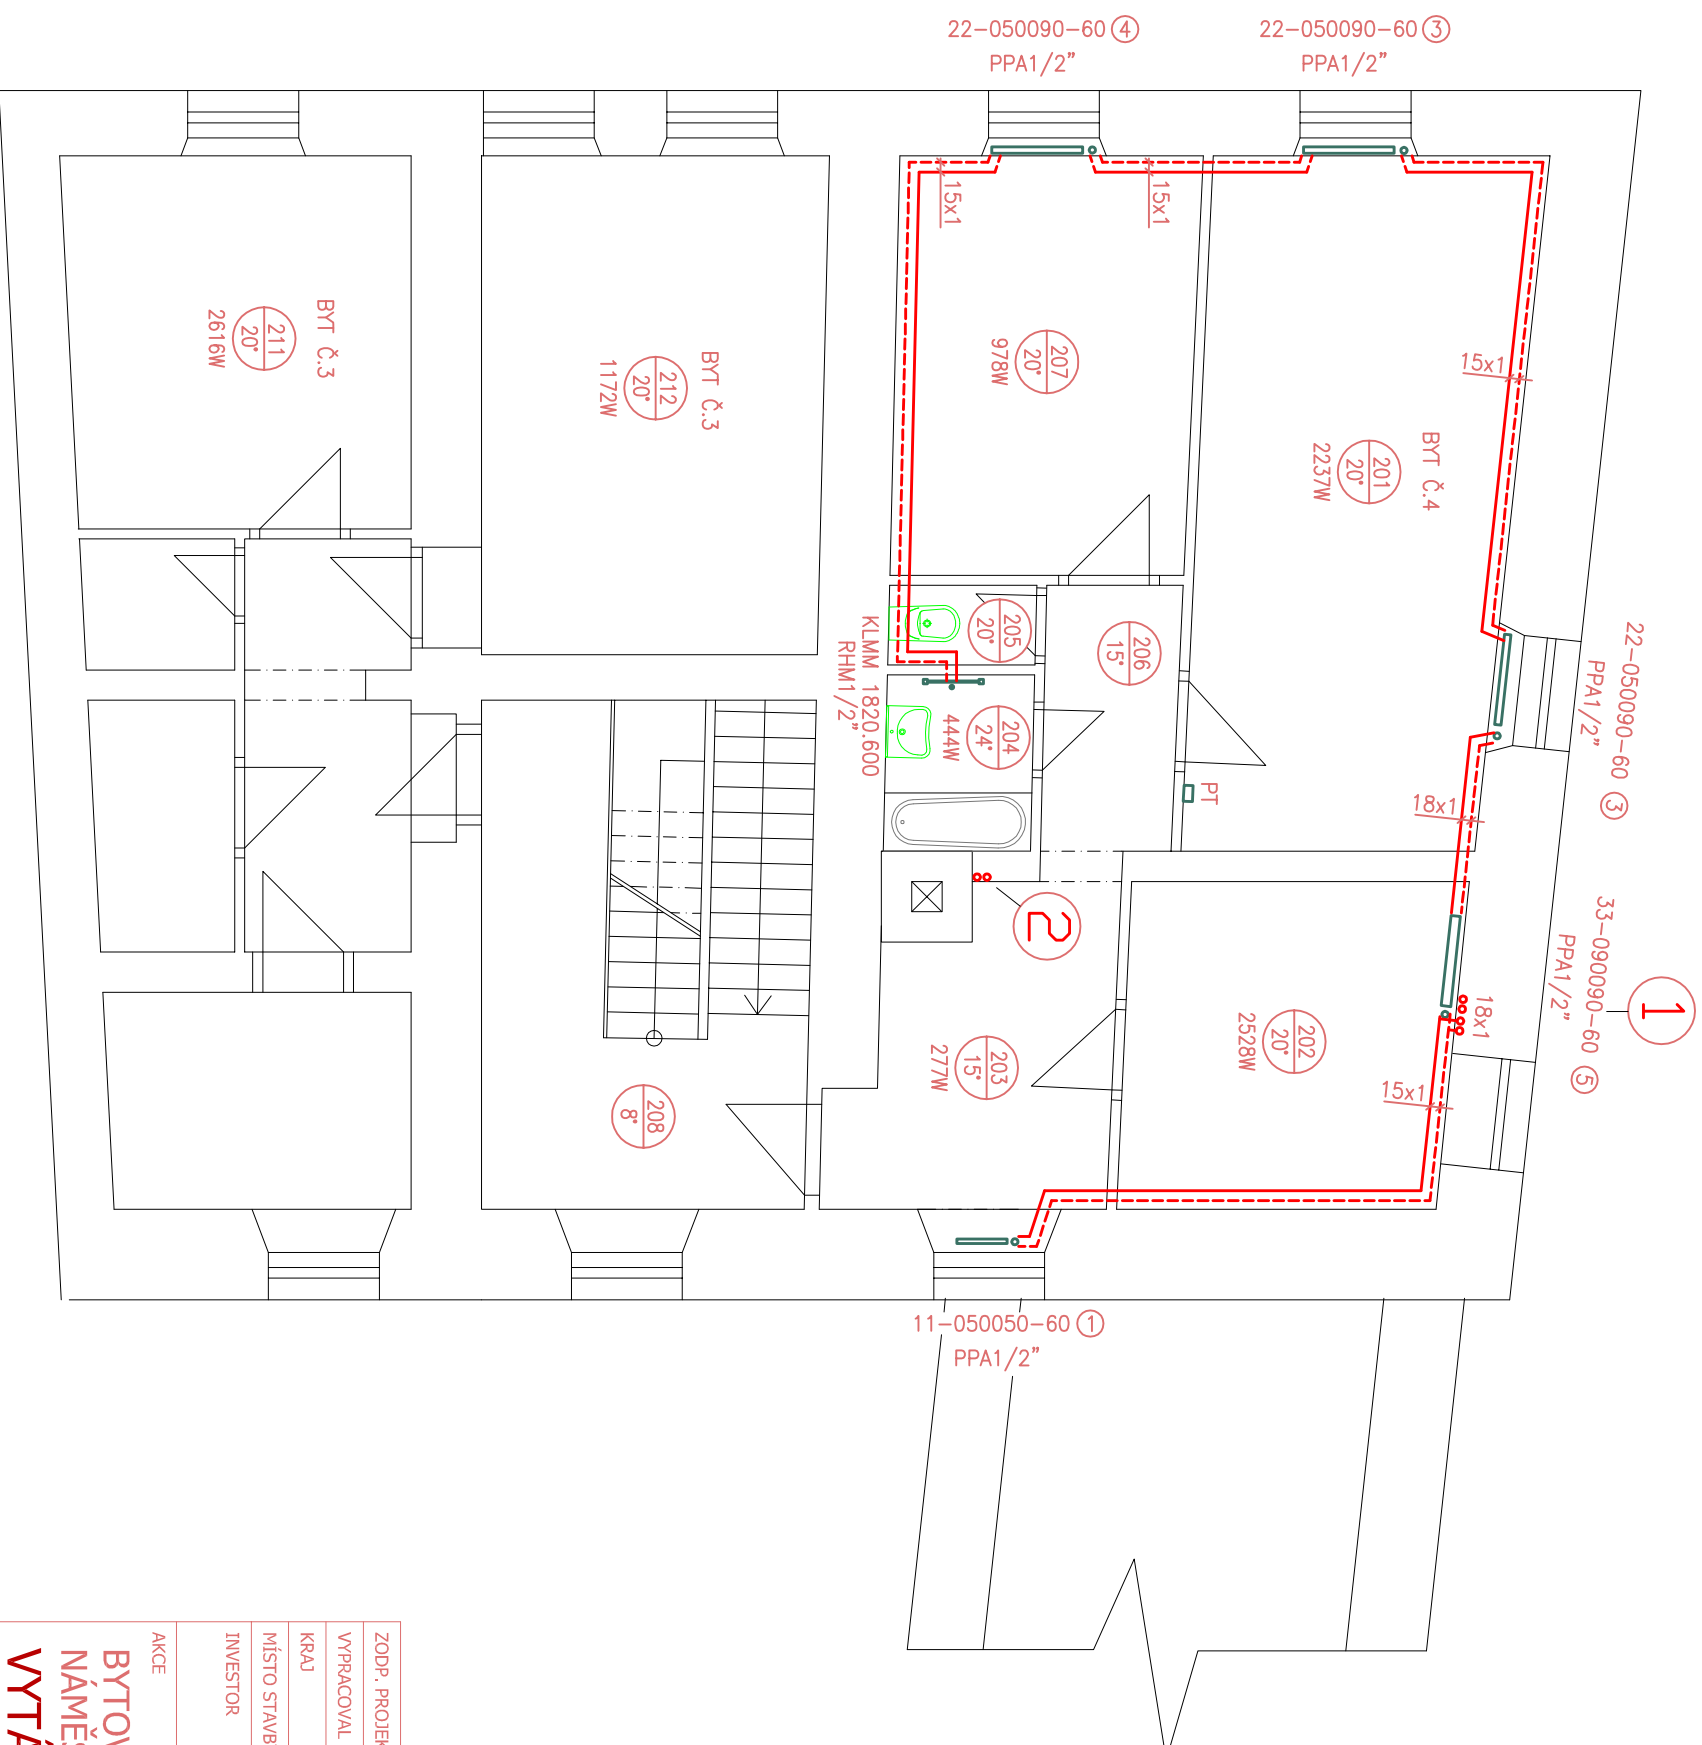 22-050090-60 4
PPA1/2"
22-050090-60 3
PPA1/2"
15x1
15x1
15x1
BYT Č.3
211
20°
2616W
BYT Č.3
212
20°
1172W
207
20°
978W
BYT Č.4
201
20°
2237W
22-050090-60 3
PPA1/2"
205
20°
206
15°
KLMM 1820.600
RHM1/2"
204
24°
444W
PT
18x1
33-090090-60 5
PPA1/2"
1
2
18x1
202
20°
2528W
203
15°
277W
15x1
208
8°
11-050050-60 1
PPA1/2"
ZODP. PROJEK
VYPRACOVAL
KRAJ
MÍSTO STAVB
INVESTOR
AKCE
BYTOV
NÁMĚS
VYTÁ